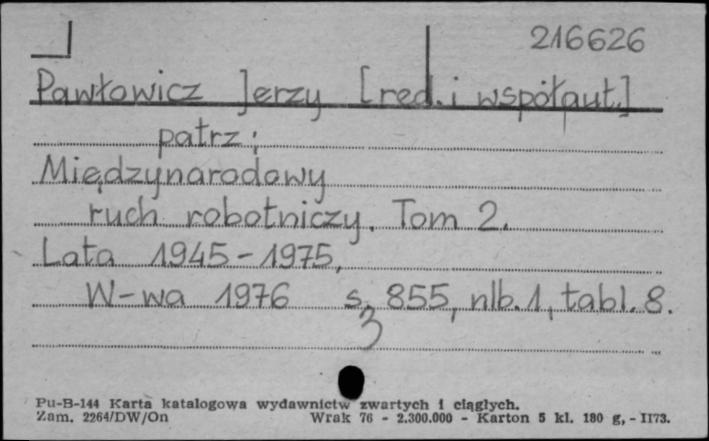 216626
Pawłowicz Jerzy [red. i współaut.]
patrz:
Międzynarodowy
ruch robotniczy. Tom 2.
Lata 1945-1975,
W-wa 1976 s. 855, nlb. 1, tabl. 8.
3
Pu-B-144 Karta katalogowa wydawnictw zwartych i ciągłych.
Zam. 2264/DW/On Wrak 76 - 2.300.000 - Karton 5 kl. 180 g, - II73.